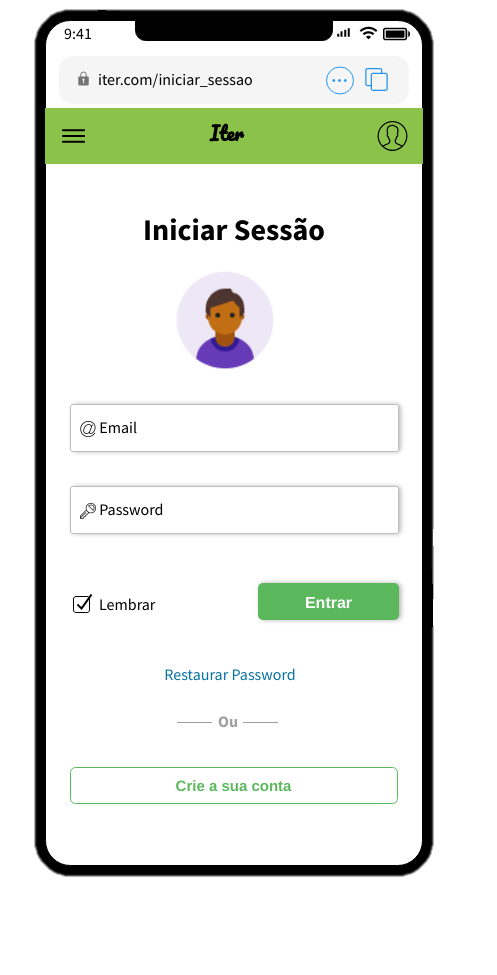 9:41
iter.com/iniciar_sessao
Iter
Iniciar Sessão
@ Email
Password
Lembrar
Entrar
Restaurar Password
Ou
Crie a sua conta